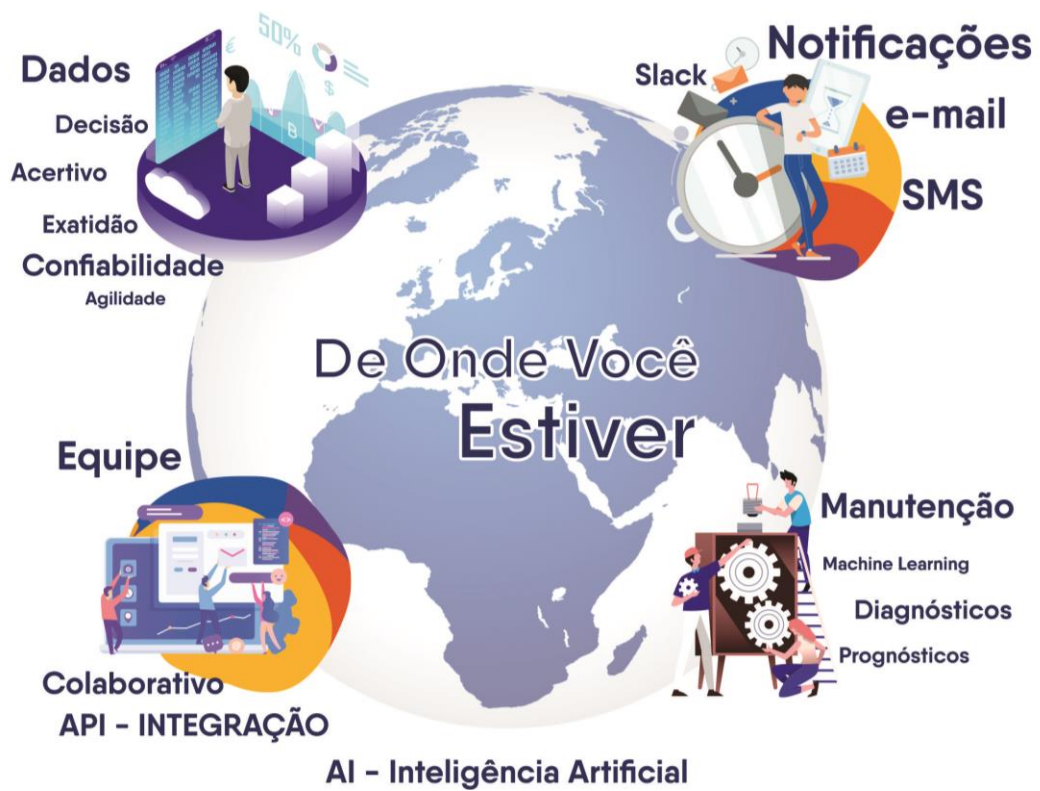 Dados
Decisão
Acertivo
Exatidão
Confiabilidade
Agilidade
50%
€
$
B
Notificações
Slack
e-mail
SMS
De Onde Você
Estiver
Equipe
Colaborativo
API - INTEGRAÇÃO
Manutenção
Machine Learning
Diagnósticos
Prognósticos
AI - Inteligência Artificial